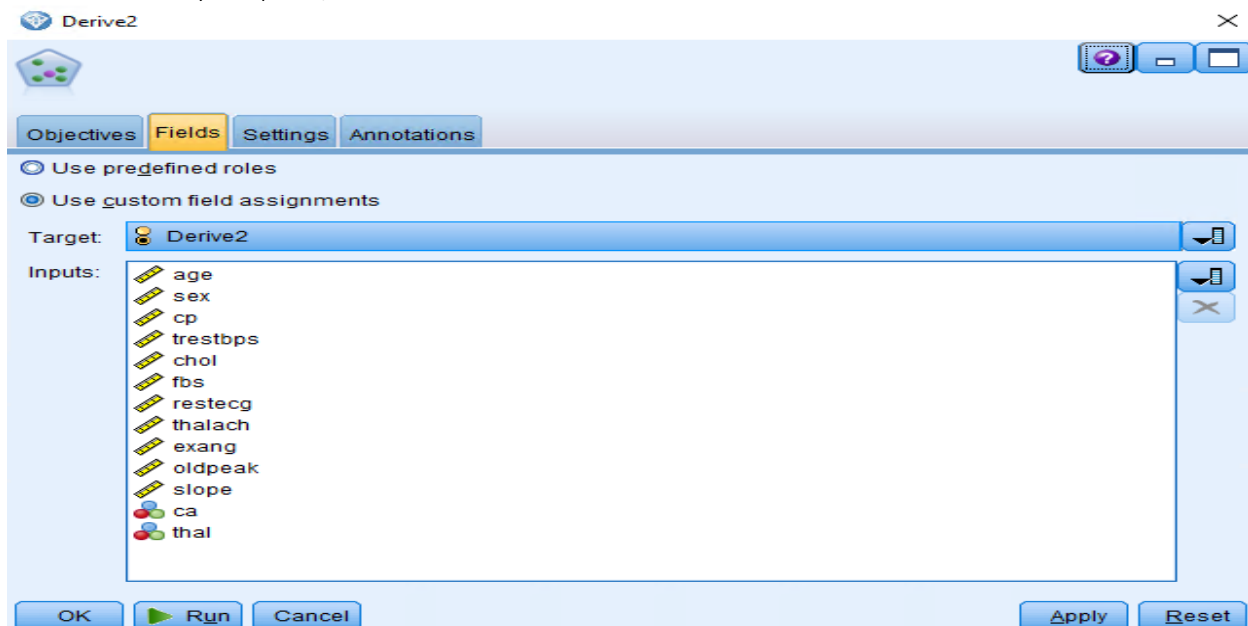 Derive2
Objectives Fields Settings Annotations
Use predefined roles
Use custom field assignments
Target: Derive2
Inputs: age
sex
cp
trestbps
chol
fbs
restecg
thalach
exang
oldpeak
slope
ca
thal
OK Run Cancel Apply Reset